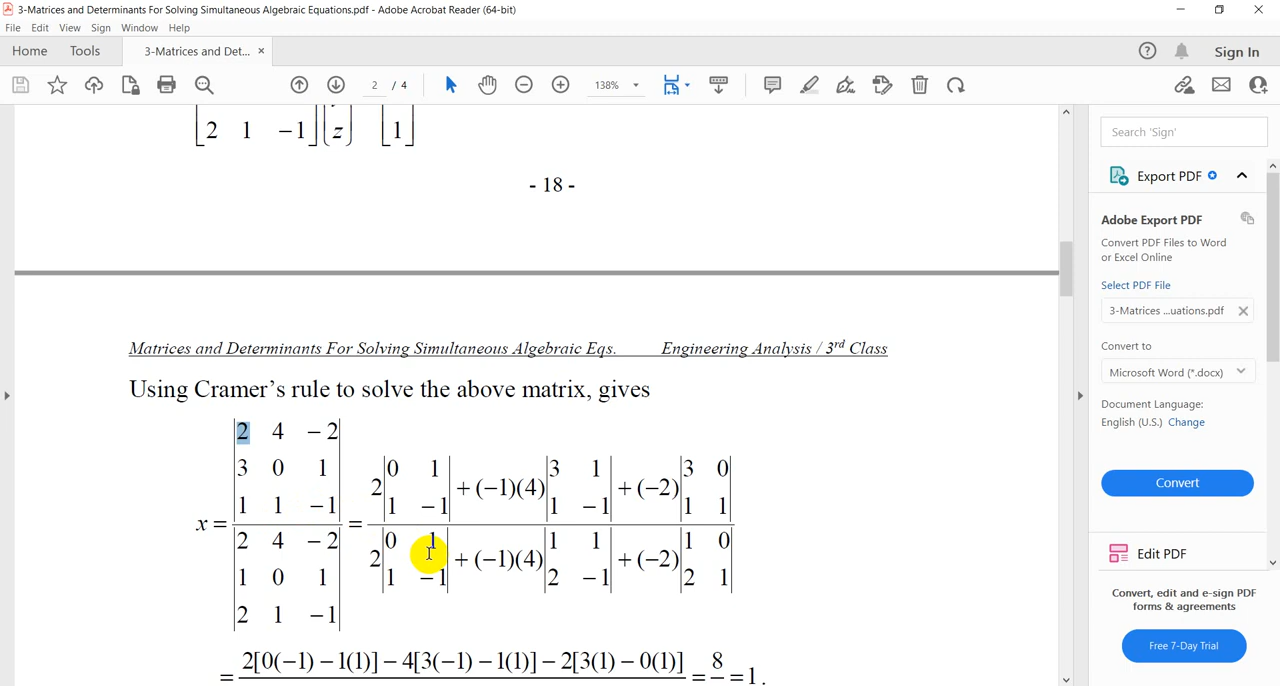 3-Matrices and Determinants For Solving Simultaneous Algebraic Equations.pdf - Adobe Acrobat Reader (64-bit)
File Edit View Sign Window Help
Home Tools 3-Matrices and Det... × Sign In
2 / 4 138%
2 1 −1 z 1
- 18 -
Matrices and Determinants For Solving Simultaneous Algebraic Eqs. Engineering Analysis / 3rd Class
Using Cramer's rule to solve the above matrix, gives
x = |2 4 −2; 3 0 1; 1 1 −1| / |2 4 −2; 1 0 1; 2 1 −1| = (2|0 1; 1 −1| + (−1)(4)|3 1; 1 −1| + (−2)|3 0; 1 1|) / (2|0 1; 1 −1| + (−1)(4)|1 1; 2 −1| + (−2)|1 0; 2 1|)
= 2[0(−1) − 1(1)] − 4[3(−1) − 1(1)] − 2[3(1) − 0(1)] = 8 = 1.
Search 'Sign'
Export PDF
Adobe Export PDF
Convert PDF Files to Word
or Excel Online
Select PDF File
3-Matrices ...uations.pdf
Convert to
Microsoft Word (*.docx)
Document Language:
English (U.S.) Change
Convert
Edit PDF
Convert, edit and e-sign PDF
forms & agreements
Free 7-Day Trial